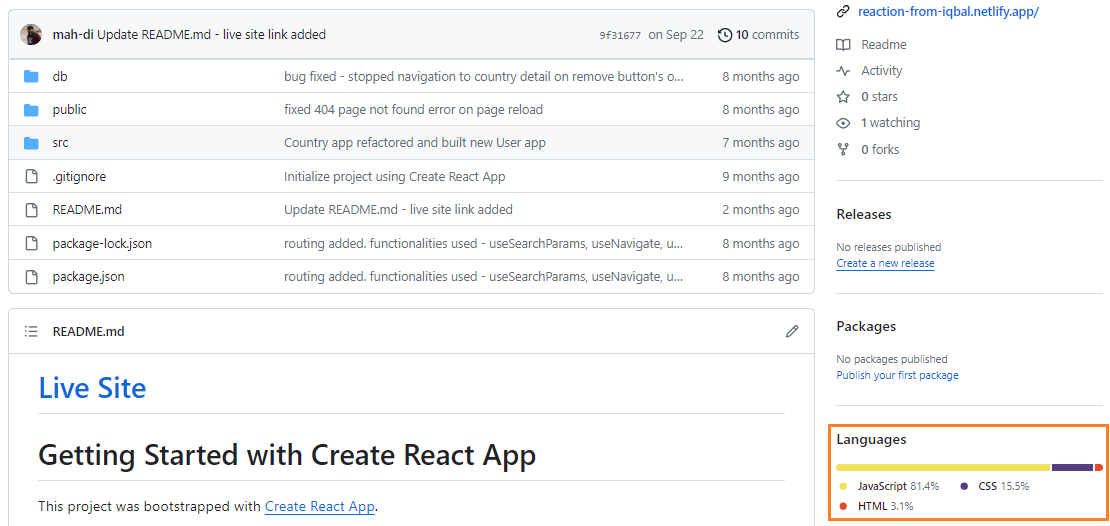 mah-di Update README.md - live site link added 9f31677 on Sep 22 10 commits
db bug fixed - stopped navigation to country detail on remove button's o... 8 months ago
public fixed 404 page not found error on page reload 8 months ago
src Country app refactored and built new User app 7 months ago
.gitignore Initialize project using Create React App 9 months ago
README.md Update README.md - live site link added 2 months ago
package-lock.json routing added. functionalities used - useSearchParams, useNavigate, u... 8 months ago
package.json routing added. functionalities used - useSearchParams, useNavigate, u... 8 months ago
README.md
Live Site
Getting Started with Create React App
This project was bootstrapped with Create React App.
reaction-from-iqbal.netlify.app/
Readme
Activity
0 stars
1 watching
0 forks
Releases
No releases published
Create a new release
Packages
No packages published
Publish your first package
Languages
JavaScript 81.4% CSS 15.5%
HTML 3.1%